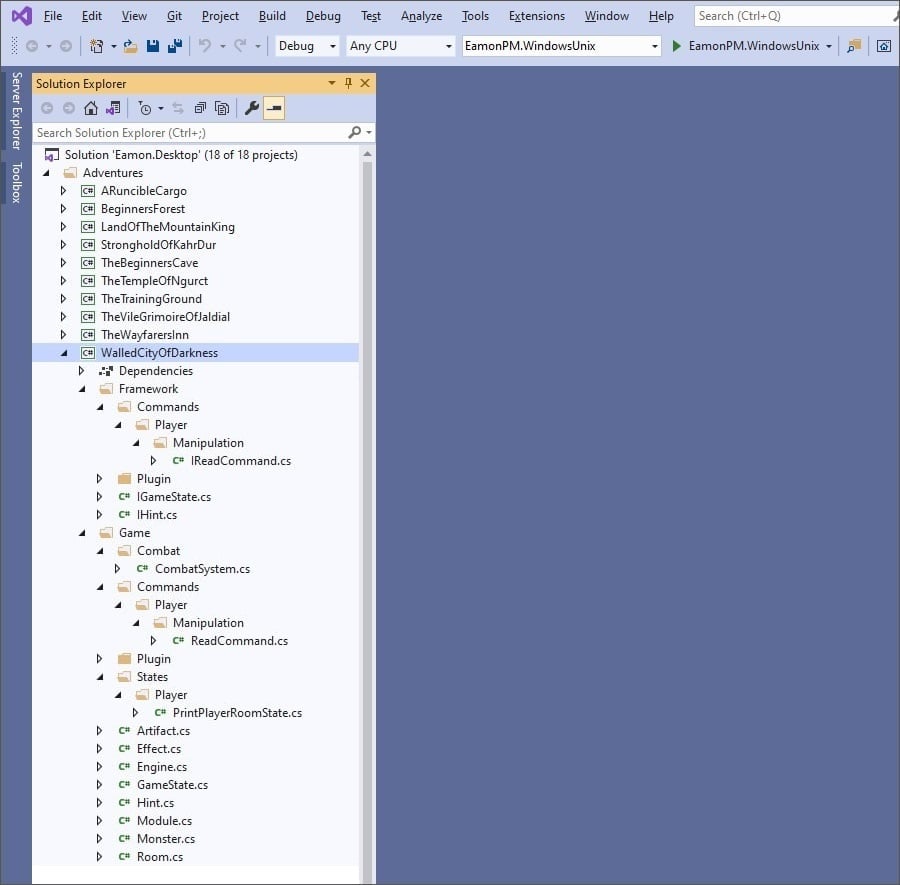 File Edit View Git Project Build Debug Test Analyze Tools Extensions Window Help Search (Ctrl+Q)
Debug Any CPU EamonPM.WindowsUnix EamonPM.WindowsUnix
Server Explorer
Toolbox
Solution Explorer
Search Solution Explorer (Ctrl+;)
Solution 'Eamon.Desktop' (18 of 18 projects)
Adventures
C# ARuncibleCargo
C# BeginnersForest
C# LandOfTheMountainKing
C# StrongholdOfKahrDur
C# TheBeginnersCave
C# TheTempleOfNgurct
C# TheTrainingGround
C# TheVileGrimoireOfJaldial
C# TheWayfarersInn
C# WalledCityOfDarkness
Dependencies
Framework
Commands
Player
Manipulation
C# IReadCommand.cs
Plugin
C# IGameState.cs
C# IHint.cs
Game
Combat
C# CombatSystem.cs
Commands
Player
Manipulation
C# ReadCommand.cs
Plugin
States
Player
C# PrintPlayerRoomState.cs
C# Artifact.cs
C# Effect.cs
C# Engine.cs
C# GameState.cs
C# Hint.cs
C# Module.cs
C# Monster.cs
C# Room.cs